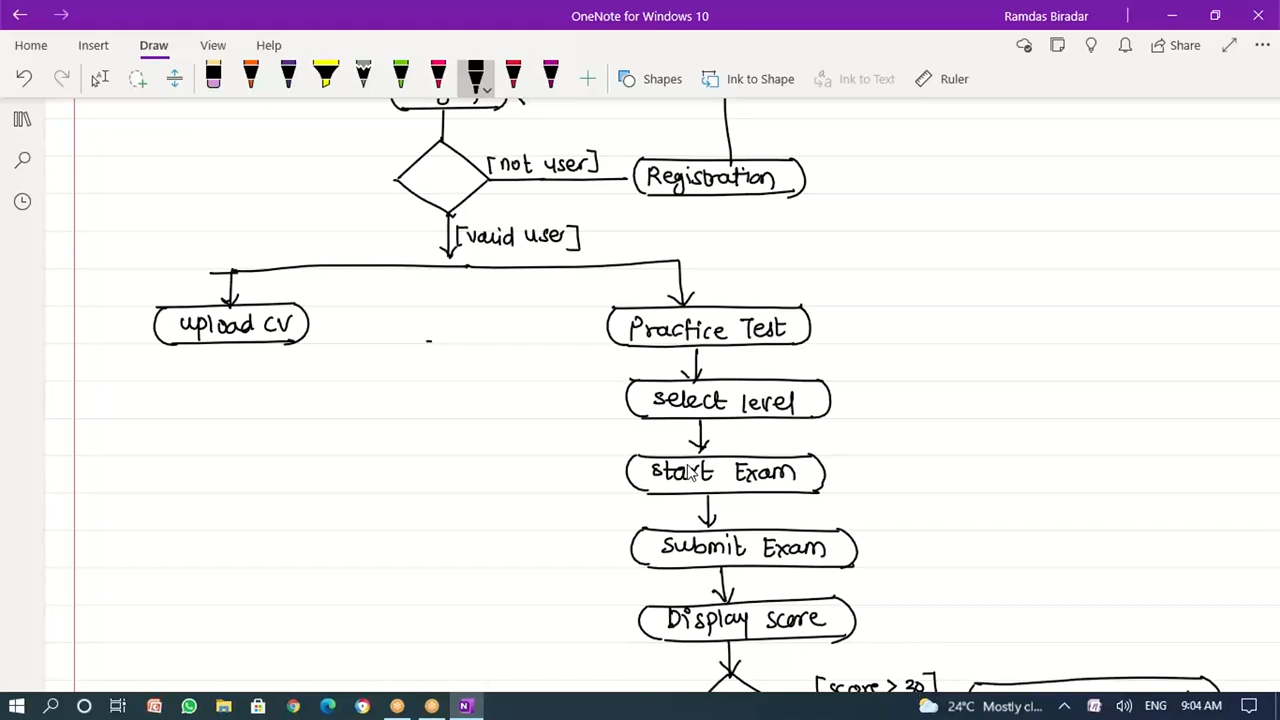 OneNote for Windows 10
Ramdas Biradar
Home Insert Draw View Help
Share
Shapes
Ink to Shape
Ink to Text
Ruler
[not user]
Registration
[valid user]
upload CV
Practice Test
select level
start Exam
Submit Exam
Display score
[score > 30]
24°C Mostly cl...
ENG
9:04 AM